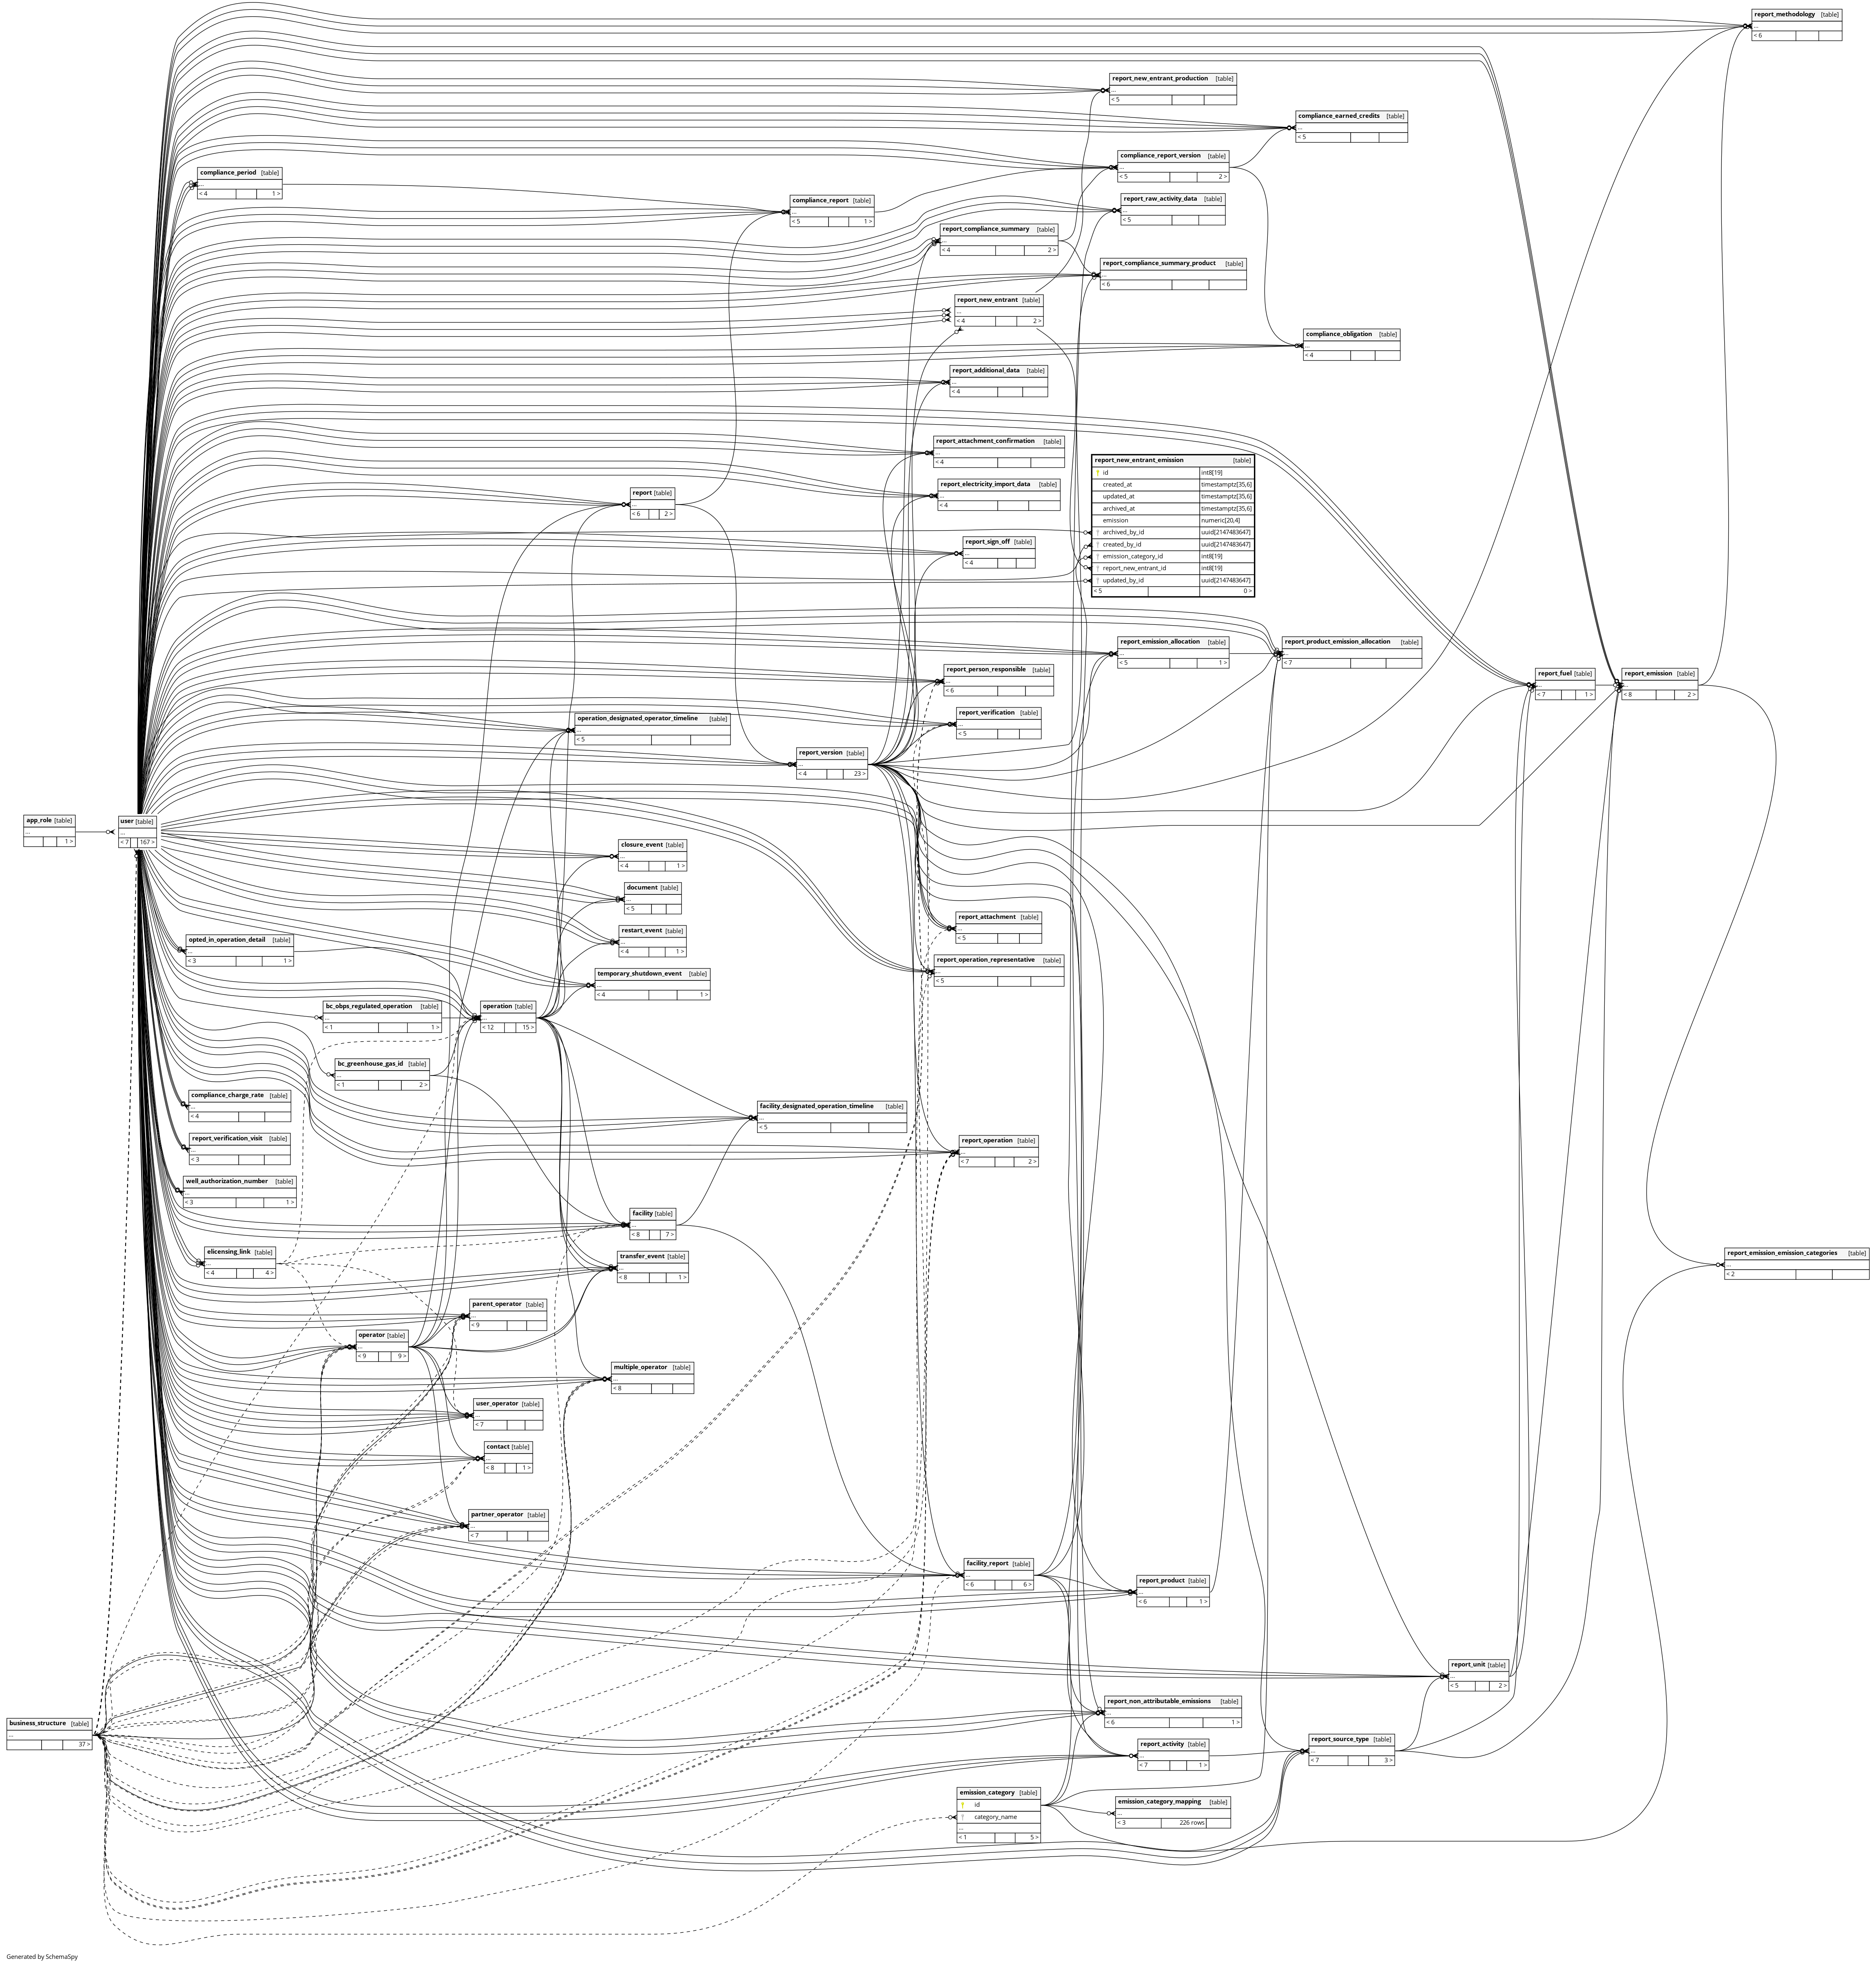 report_methodology [table]
...
< 6
report_new_entrant_production [table]
...
< 5
compliance_earned_credits [table]
...
< 5
compliance_report_version [table]
...
< 5 2 >
compliance_period [table]
...
< 4 1 >
compliance_report [table]
...
< 5 1 >
report_raw_activity_data [table]
...
< 5
report_compliance_summary [table]
...
< 4 2 >
report_compliance_summary_product [table]
...
< 6
report_new_entrant [table]
...
< 4 2 >
compliance_obligation [table]
...
< 4
report_additional_data [table]
...
< 4
report_attachment_confirmation [table]
...
< 4
report_new_entrant_emission [table]
id int8[19]
created_at timestamptz[35,6]
updated_at timestamptz[35,6]
archived_at timestamptz[35,6]
emission numeric[20,4]
archived_by_id uuid[2147483647]
created_by_id uuid[2147483647]
emission_category_id int8[19]
report_new_entrant_id int8[19]
updated_by_id uuid[2147483647]
< 5 0 >
report_electricity_import_data [table]
...
< 4
report [table]
...
< 6 2 >
report_sign_off [table]
...
< 4
report_emission_allocation [table]
...
< 5 1 >
report_product_emission_allocation [table]
...
< 7
report_person_responsible [table]
...
< 6
report_fuel [table]
...
< 7 1 >
report_emission [table]
...
< 8 2 >
report_verification [table]
...
< 5
operation_designated_operator_timeline [table]
...
< 5
report_version [table]
...
< 4 23 >
app_role [table]
...
1 >
user [table]
...
< 7 167 >
closure_event [table]
...
< 4 1 >
document [table]
...
< 5
restart_event [table]
...
< 4 1 >
report_attachment [table]
...
< 5
opted_in_operation_detail [table]
...
< 3 1 >
report_operation_representative [table]
...
< 5
temporary_shutdown_event [table]
...
< 4 1 >
bc_obps_regulated_operation [table]
...
< 1 1 >
operation [table]
...
< 12 15 >
bc_greenhouse_gas_id [table]
...
< 1 2 >
compliance_charge_rate [table]
...
< 4
facility_designated_operation_timeline [table]
...
< 5
report_verification_visit [table]
...
< 3
report_operation [table]
...
< 7 2 >
well_authorization_number [table]
...
< 3 1 >
facility [table]
...
< 8 7 >
elicensing_link [table]
...
< 4 4 >
transfer_event [table]
...
< 8 1 >
report_emission_emission_categories [table]
...
< 2
parent_operator [table]
...
< 9
operator [table]
...
< 9 9 >
multiple_operator [table]
...
< 8
user_operator [table]
...
< 7
contact [table]
...
< 8 1 >
partner_operator [table]
...
< 7
facility_report [table]
...
< 6 6 >
report_product [table]
...
< 6 1 >
report_unit [table]
...
< 5 2 >
report_non_attributable_emissions [table]
...
< 6 1 >
business_structure [table]
...
37 >
report_activity [table]
...
< 7 1 >
report_source_type [table]
...
< 7 3 >
emission_category [table]
id
category_name
...
< 1 5 >
emission_category_mapping [table]
...
< 3 226 rows
Generated by SchemaSpy